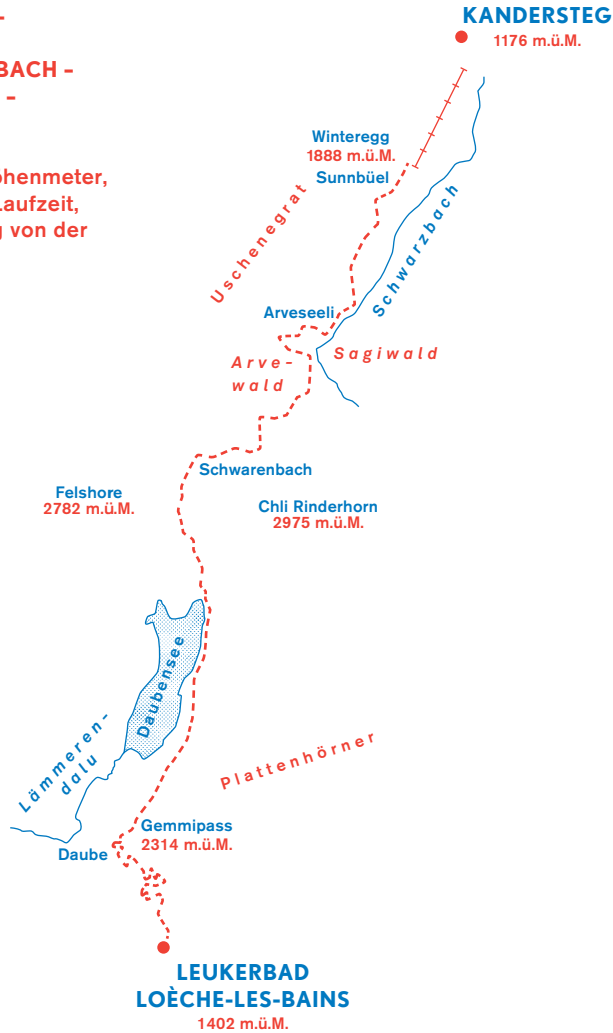 –
BACH –
–
ohenmeter,
Laufzeit,
g von der
KANDERSTEG
1176 m.ü.M.
Winteregg
1888 m.ü.M.
Sunnbüel
Uschenegrat
Schwarzbach
Arveseeli
Sagiwald
Arve-
wald
Schwarenbach
Felshore
2782 m.ü.M.
Chli Rinderhorn
2975 m.ü.M.
Daubensee
Lämmeren-
dalu
Plattenhörner
Gemmipass
2314 m.ü.M.
Daube
LEUKERBAD
LOÈCHE-LES-BAINS
1402 m.ü.M.